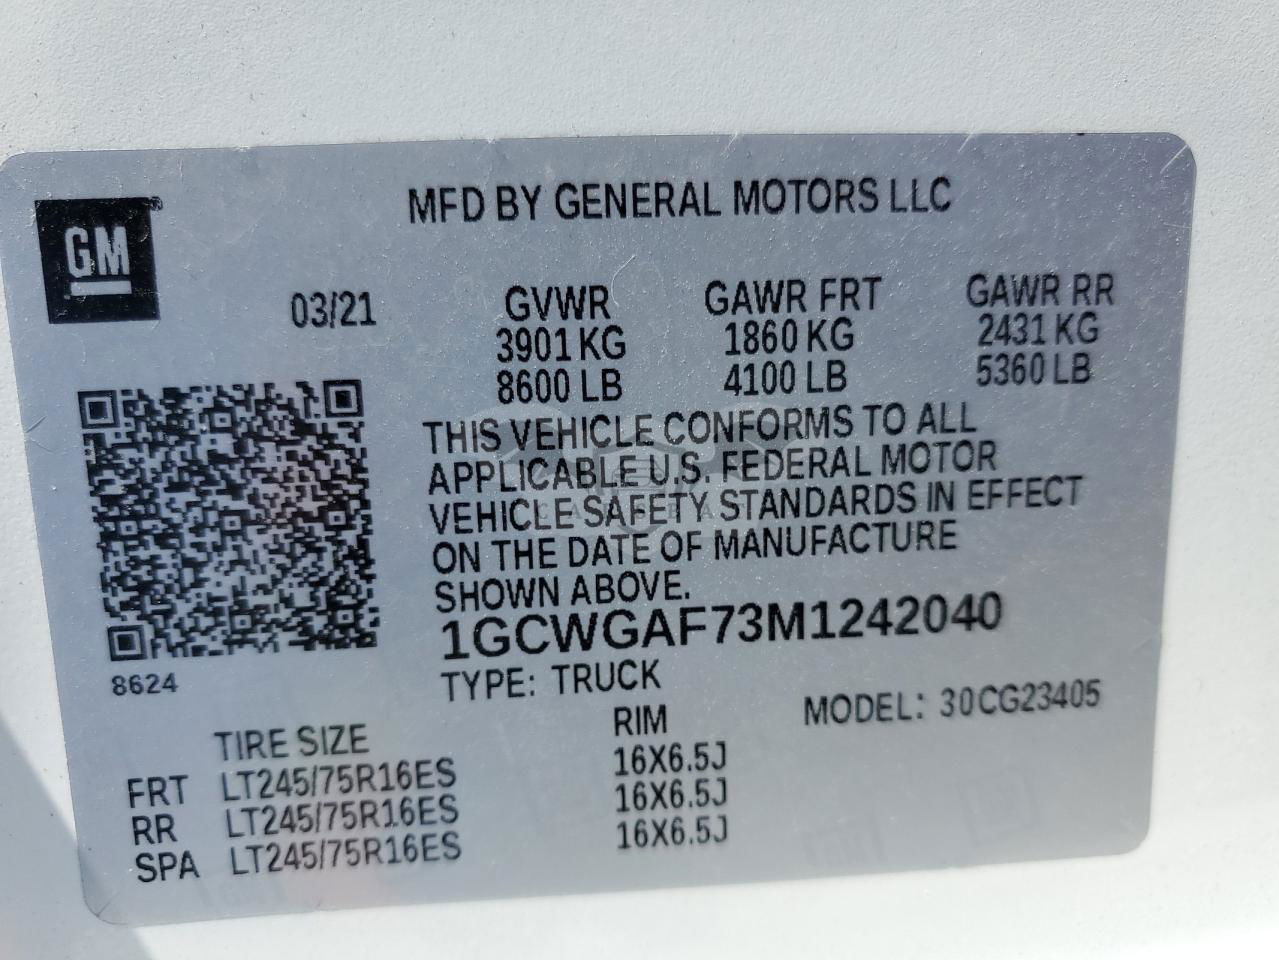 MFD BY GENERAL MOTORS LLC
GM
03/21
GVWR GAWR FRT GAWR RR
3901 KG 1860 KG 2431 KG
8600 LB 4100 LB 5360 LB
THIS VEHICLE CONFORMS TO ALL
APPLICABLE U.S. FEDERAL MOTOR
VEHICLE SAFETY STANDARDS IN EFFECT
ON THE DATE OF MANUFACTURE
SHOWN ABOVE.
1GCWGAF73M1242040
8624
TYPE: TRUCK
MODEL: 30CG23405
TIRE SIZE RIM
FRT LT245/75R16ES 16X6.5J
RR LT245/75R16ES 16X6.5J
SPA LT245/75R16ES 16X6.5J